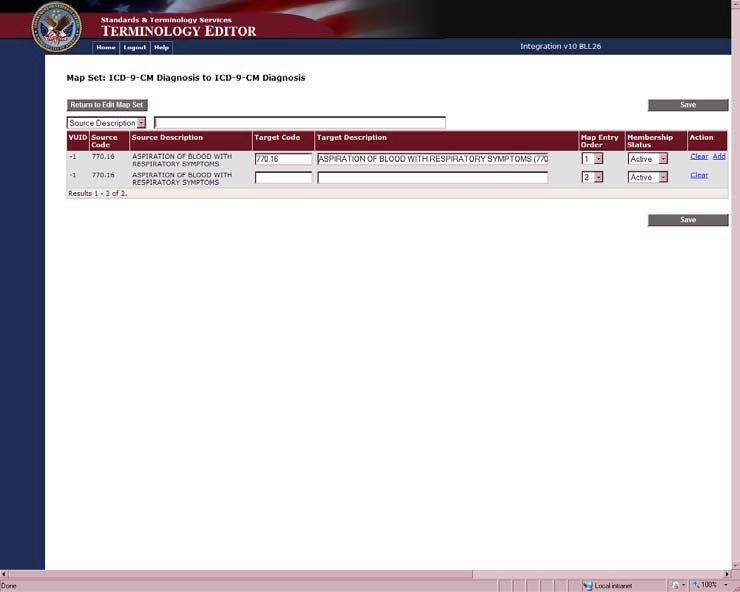 Standards & Terminology Services
TERMINOLOGY EDITOR
Home Logout Help
Integration v10 BLL26
Map Set: ICD-9-CM Diagnosis to ICD-9-CM Diagnosis
Return to Edit Map Set
Save
Source Description
VUID Source Code Source Description Target Code Target Description Map Entry Order Membership Status Action
-1 770.16 ASPIRATION OF BLOOD WITH RESPIRATORY SYMPTOMS 770.16 ASPIRATION OF BLOOD WITH RESPIRATORY SYMPTOMS (770 1 Active Clear Add
-1 770.16 ASPIRATION OF BLOOD WITH RESPIRATORY SYMPTOMS 2 Active Clear
Results 1 - 2 of 2.
Save
Done
Local intranet
100%